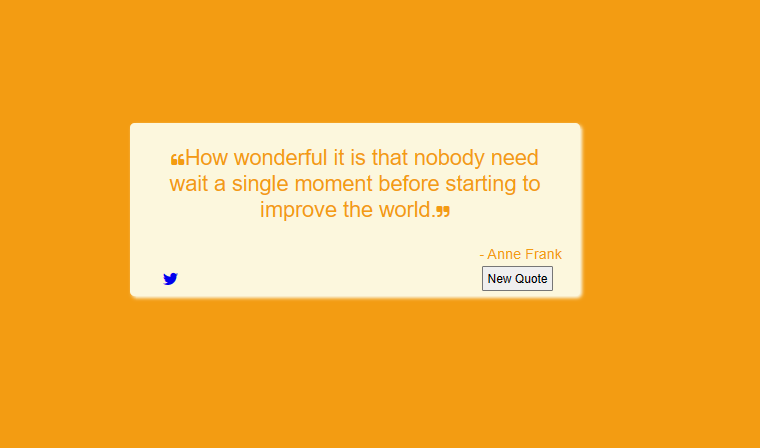 ❝How wonderful it is that nobody need
wait a single moment before starting to
improve the world.❞
- Anne Frank
New Quote